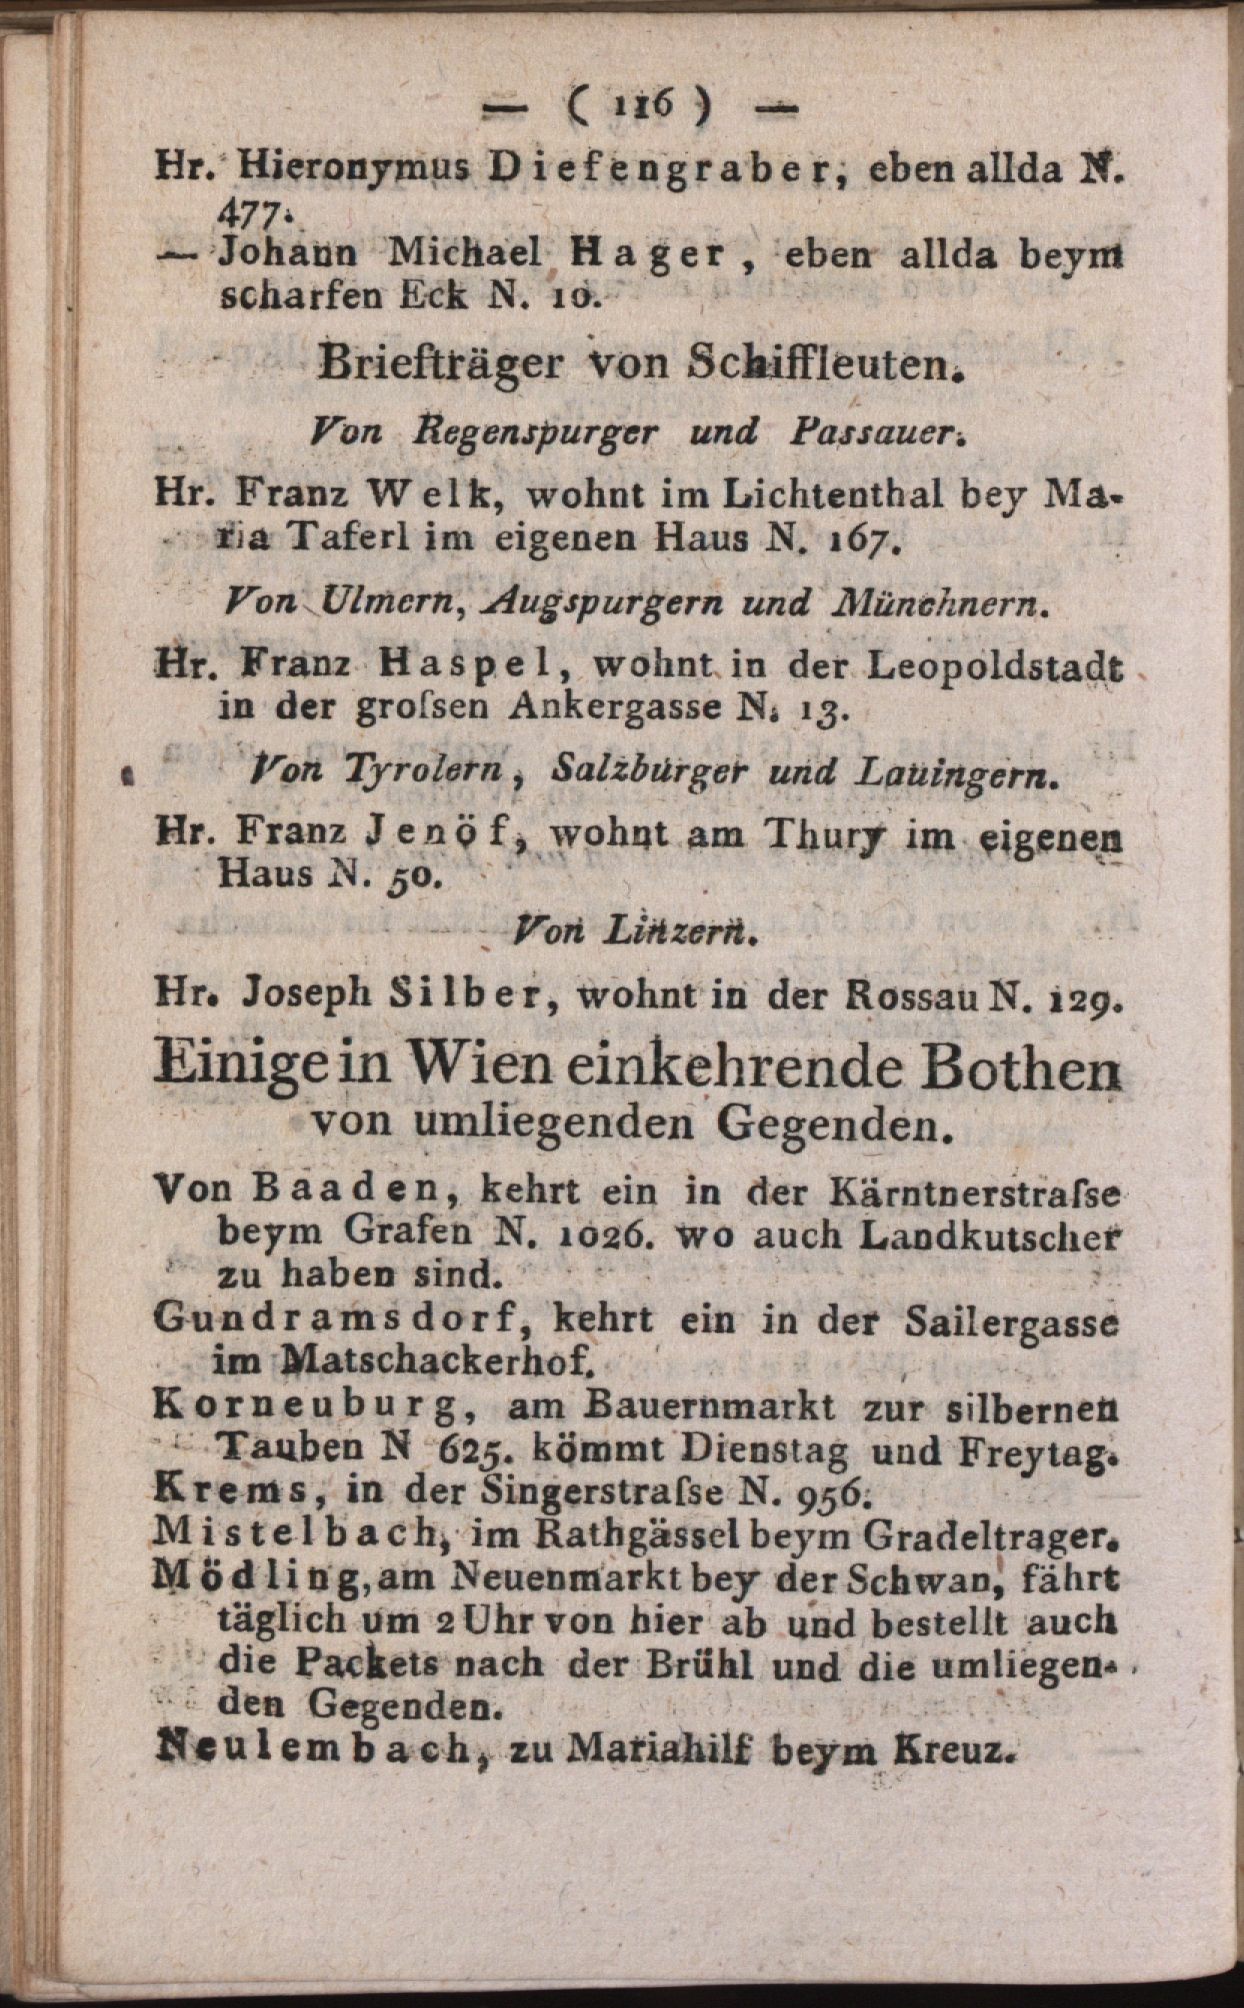 — ( 116 ) —
Hr. Hieronymus Diefengraber, eben allda N.
477.
— Johann Michael Hager, eben allda beym
scharfen Eck N. 10.
Briefträger von Schiffleuten.
Von Regenspurger und Passauer.
Hr. Franz Welk, wohnt im Lichtenthal bey Ma-
ria Taferl im eigenen Haus N. 167.
Von Ulmern, Augspurgern und Münchnern.
Hr. Franz Haspel, wohnt in der Leopoldstadt
in der groſsen Ankergasse N. 13.
Von Tyrolern, Salzburger und Lauingern.
Hr. Franz Jenöf, wohnt am Thury im eigenen
Haus N. 50.
Von Linzern.
Hr. Joseph Silber, wohnt in der Rossau N. 129.
Einige in Wien einkehrende Bothen
von umliegenden Gegenden.
Von Baaden, kehrt ein in der Kärntnerstraſse
beym Grafen N. 1026. wo auch Landkutscher
zu haben sind.
Gundramsdorf, kehrt ein in der Sailergasse
im Matschackerhof.
Korneuburg, am Bauernmarkt zur silbernen
Tauben N 625. kömmt Dienstag und Freytag.
Krems, in der Singerstraſse N. 956.
Mistelbach, im Rathgässel beym Gradeltrager.
Mödling, am Neuenmarkt bey der Schwan, fährt
täglich um 2 Uhr von hier ab und bestellt auch
die Packets nach der Brühl und die umliegen-
den Gegenden.
Neulembach, zu Mariahilf beym Kreuz.